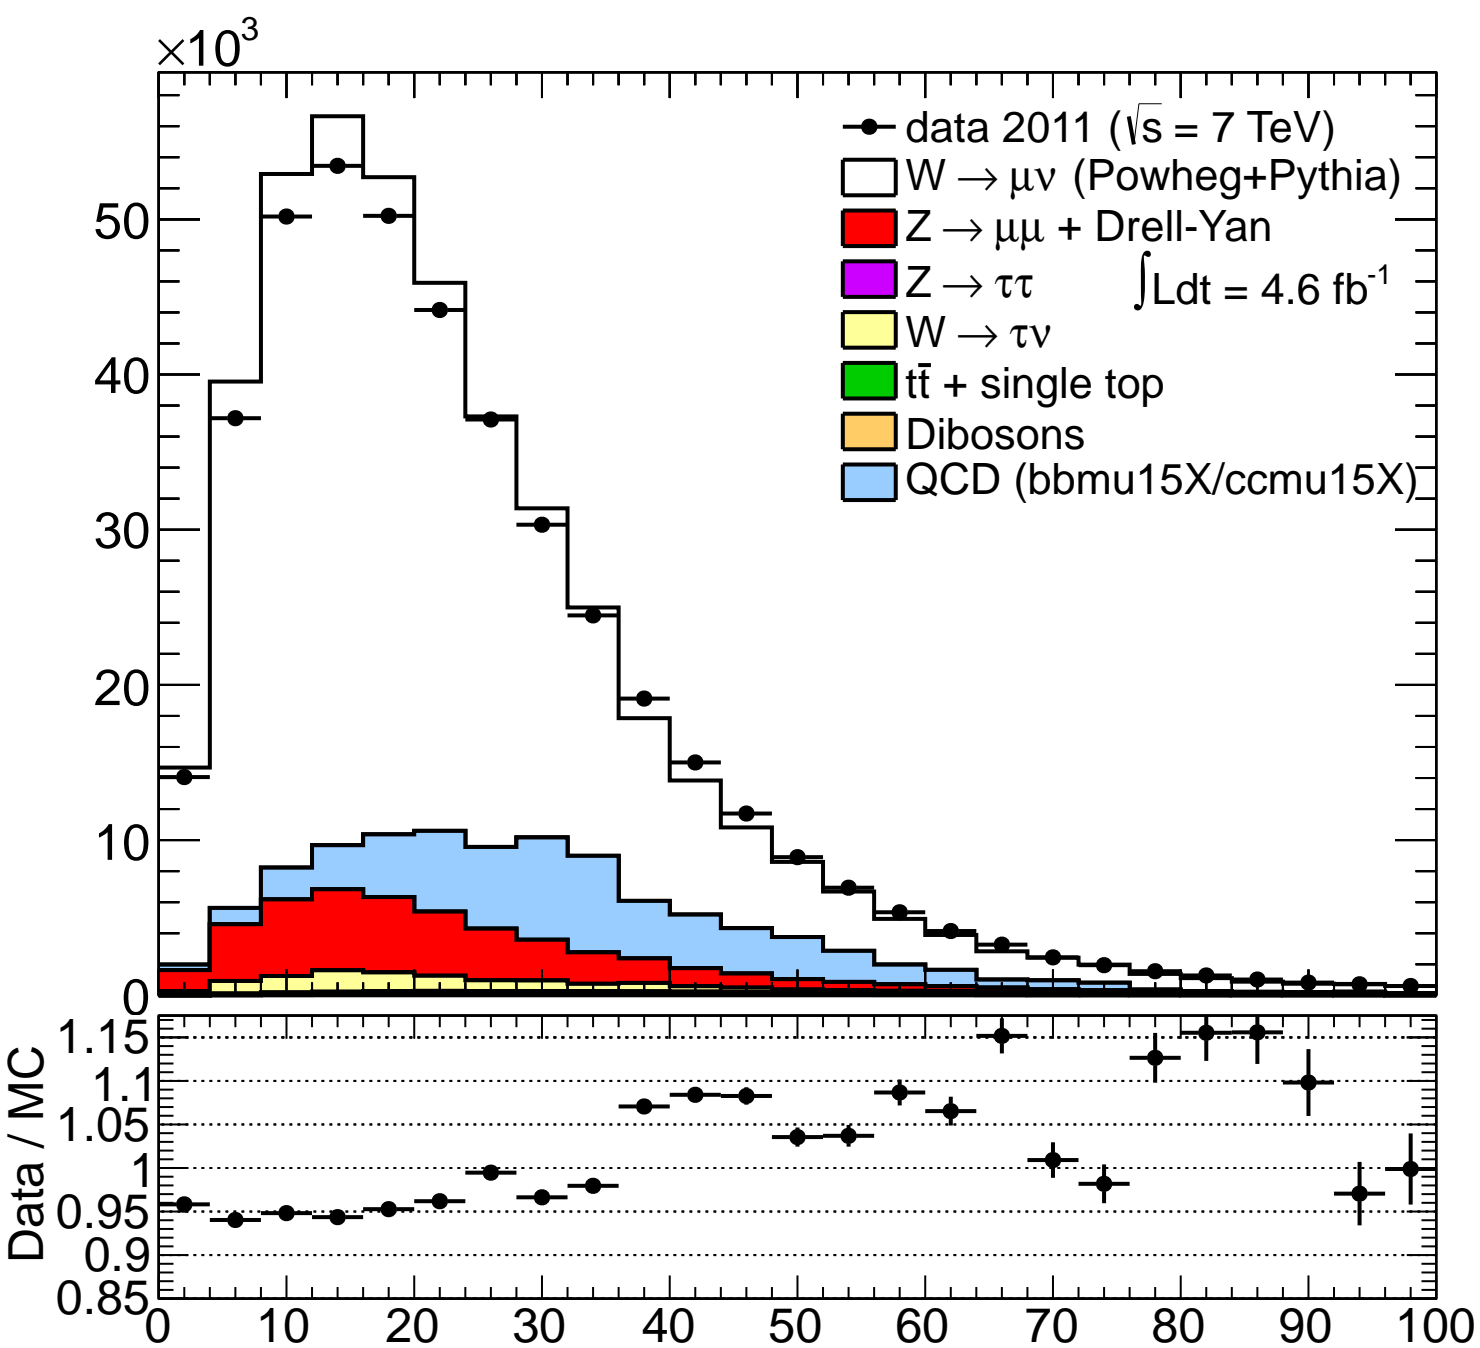 ×10³
50
40
30
20
10
0
data 2011 (√s = 7 TeV)
W → μν (Powheg+Pythia)
Z → μμ + Drell-Yan
Z → ττ
∫Ldt = 4.6 fb⁻¹
W → τν
tt̄ + single top
Dibosons
QCD (bbmu15X/ccmu15X)
Data / MC
1.15
1.1
1.05
1
0.95
0.9
0.85
0 10 20 30 40 50 60 70 80 90 100